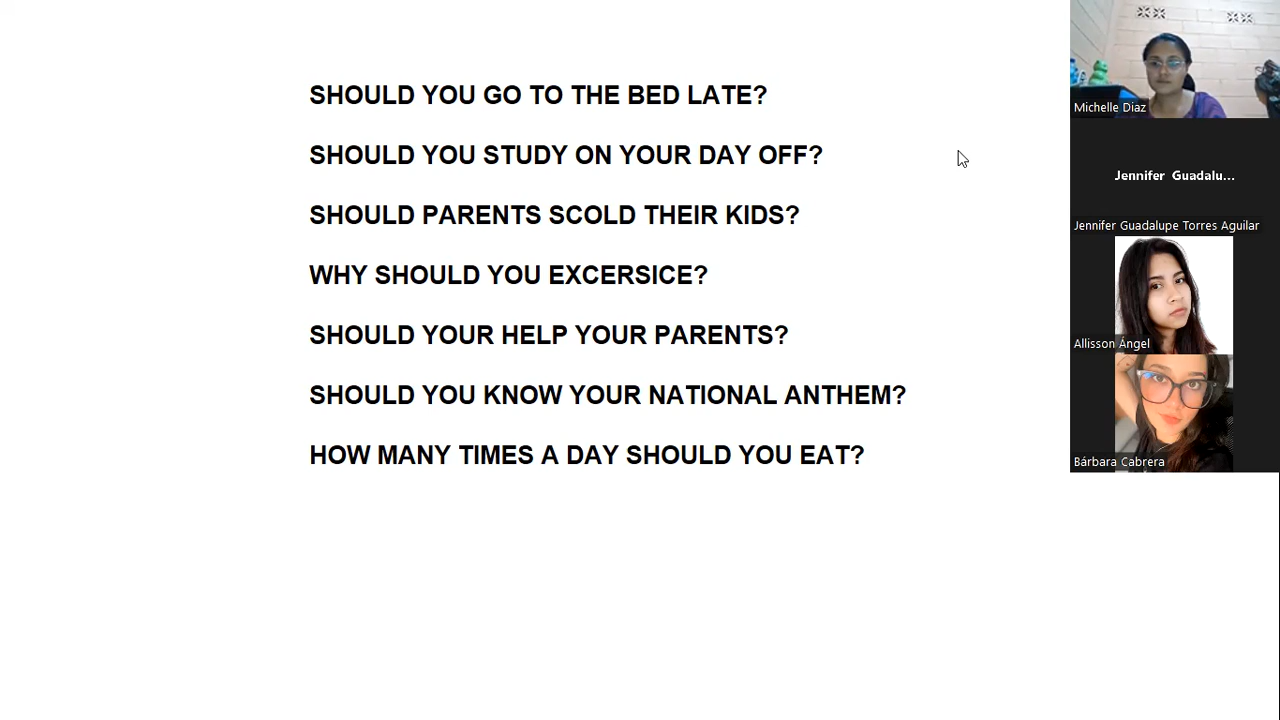 SHOULD YOU GO TO THE BED LATE?
SHOULD YOU STUDY ON YOUR DAY OFF?
SHOULD PARENTS SCOLD THEIR KIDS?
WHY SHOULD YOU EXCERSICE?
SHOULD YOUR HELP YOUR PARENTS?
SHOULD YOU KNOW YOUR NATIONAL ANTHEM?
HOW MANY TIMES A DAY SHOULD YOU EAT?
Michelle Diaz
Jennifer Guadalu...
Jennifer Guadalupe Torres Aguilar
Allisson Ángel
Bárbara Cabrera